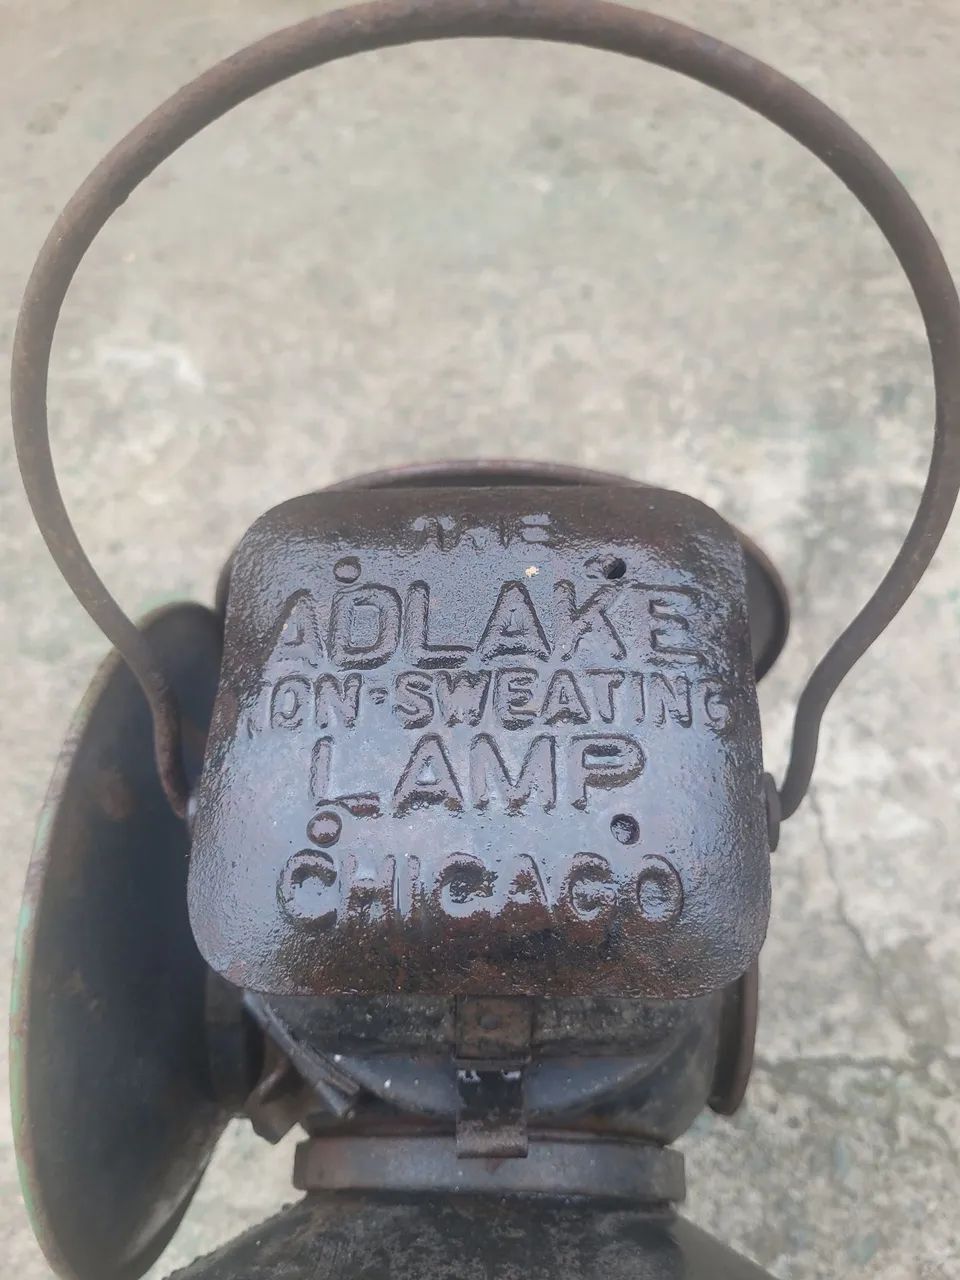 THE
ADLAKE
NON-SWEATING
LAMP
CHICAGO